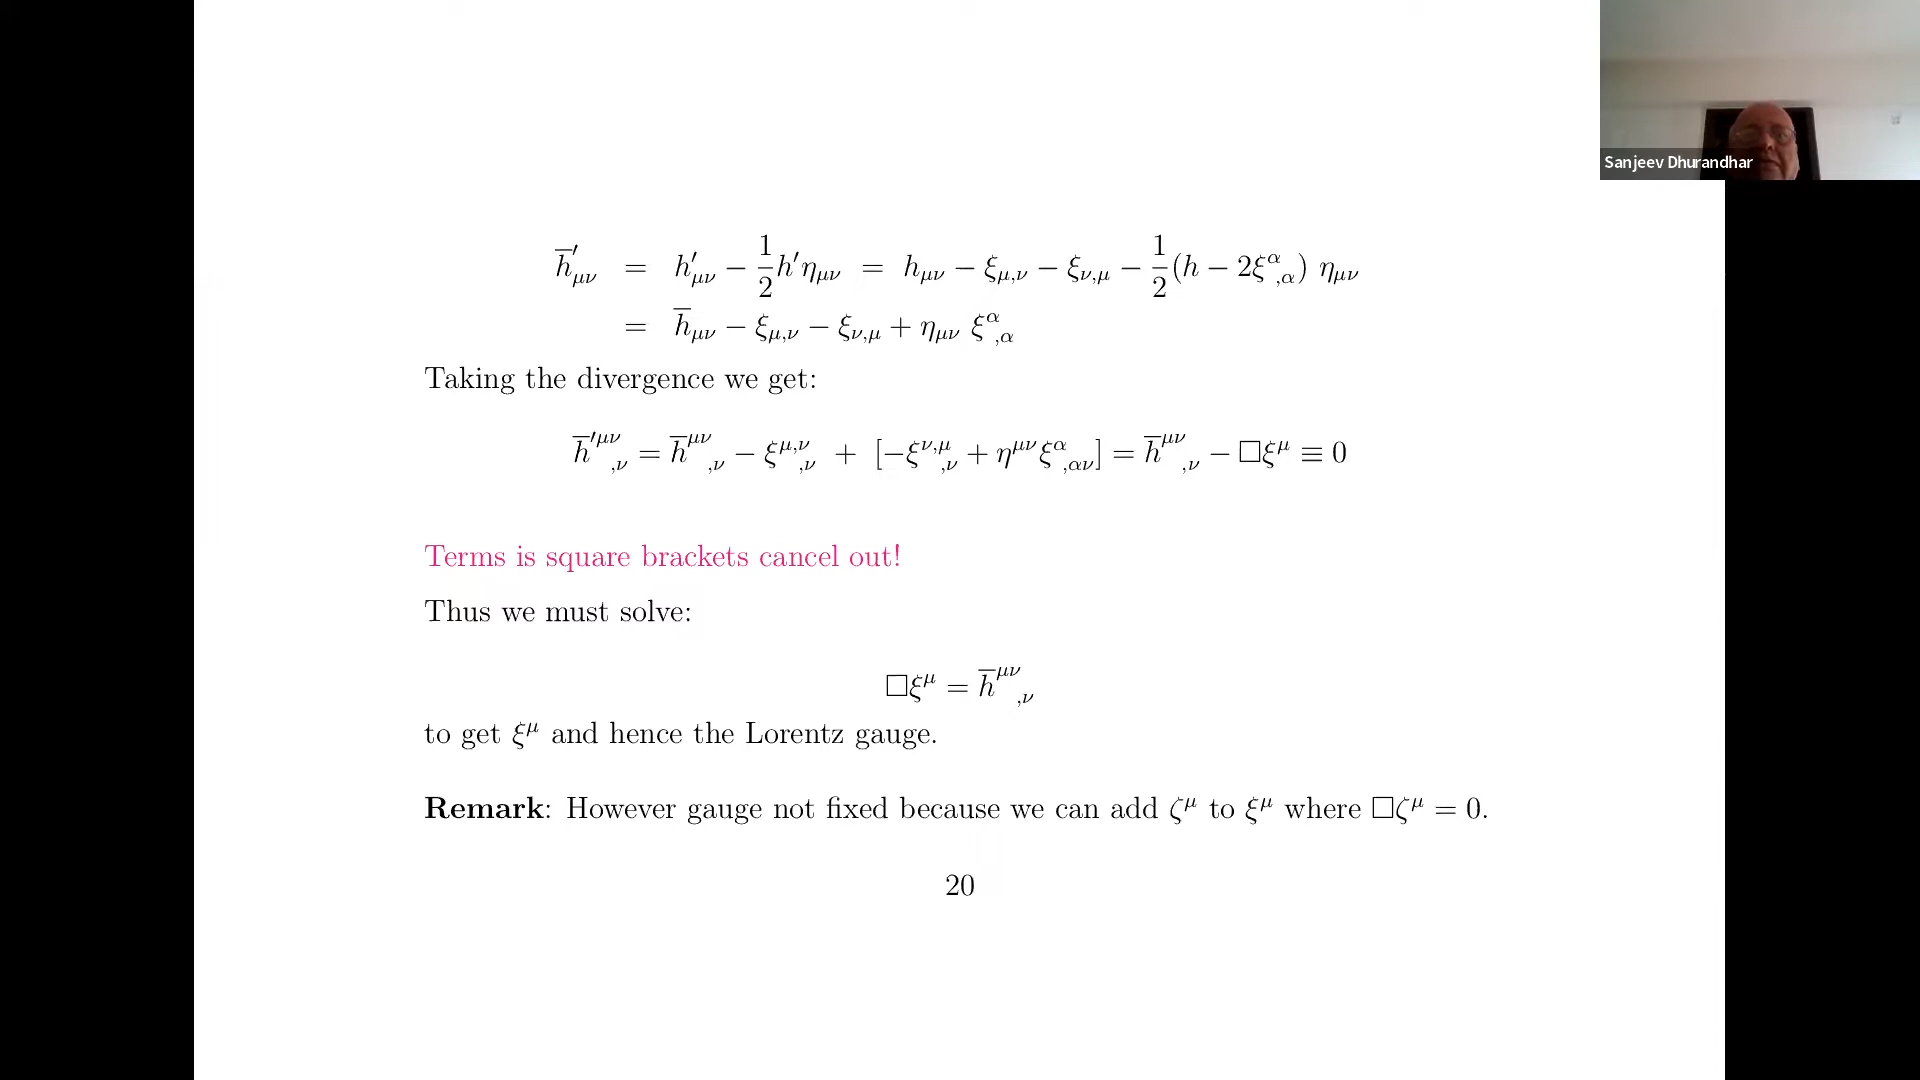 Sanjeev Dhurandhar
h̅′_μν = h′_μν − 1/2 h′η_μν = h_μν − ξ_μ,ν − ξ_ν,μ − 1/2 (h − 2ξ^α_,α) η_μν
= h̅_μν − ξ_μ,ν − ξ_ν,μ + η_μν ξ^α_,α
Taking the divergence we get:
h̅′^μν_,ν = h̅^μν_,ν − ξ^μ,ν_,ν + [−ξ^ν,μ_,ν + η^μν ξ^α_,αν] = h̅^μν_,ν − □ξ^μ ≡ 0
Terms is square brackets cancel out!
Thus we must solve:
□ξ^μ = h̅^μν_,ν
to get ξ^μ and hence the Lorentz gauge.
Remark: However gauge not fixed because we can add ζ^μ to ξ^μ where □ζ^μ = 0.
20